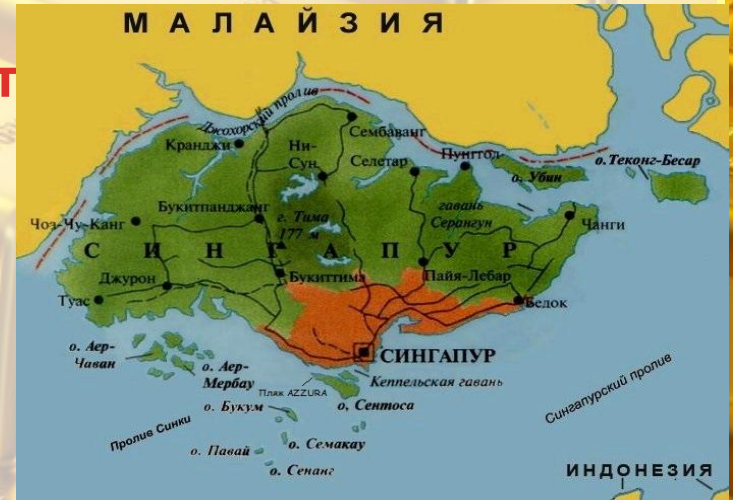 МАЛАЙЗИЯ
Т
Джохорский пролив
Сембаванг
Кранджи
Ни-
Сун
Селетар
Пунггол
о. Убин
о. Теконг-Бесар
Букитпанджанг
г. Тима
177 м
гавань
Серангун
Чоа-Чу-Канг
Чанги
СИНГАПУР
Джурон
Букиттима
Пайя-Лебар
Туас
Бедок
о. Аер-
Чаван
СИНГАПУР
о. Аер-
Мербау
Кеппельская гавань
Пляж AZZURA
о. Букум
о, Сентоса
Сингапурский пролив
Пролив Синки
о. Семакау
о. Павай
о. Сенанг
ИНДОНЕЗИЯ